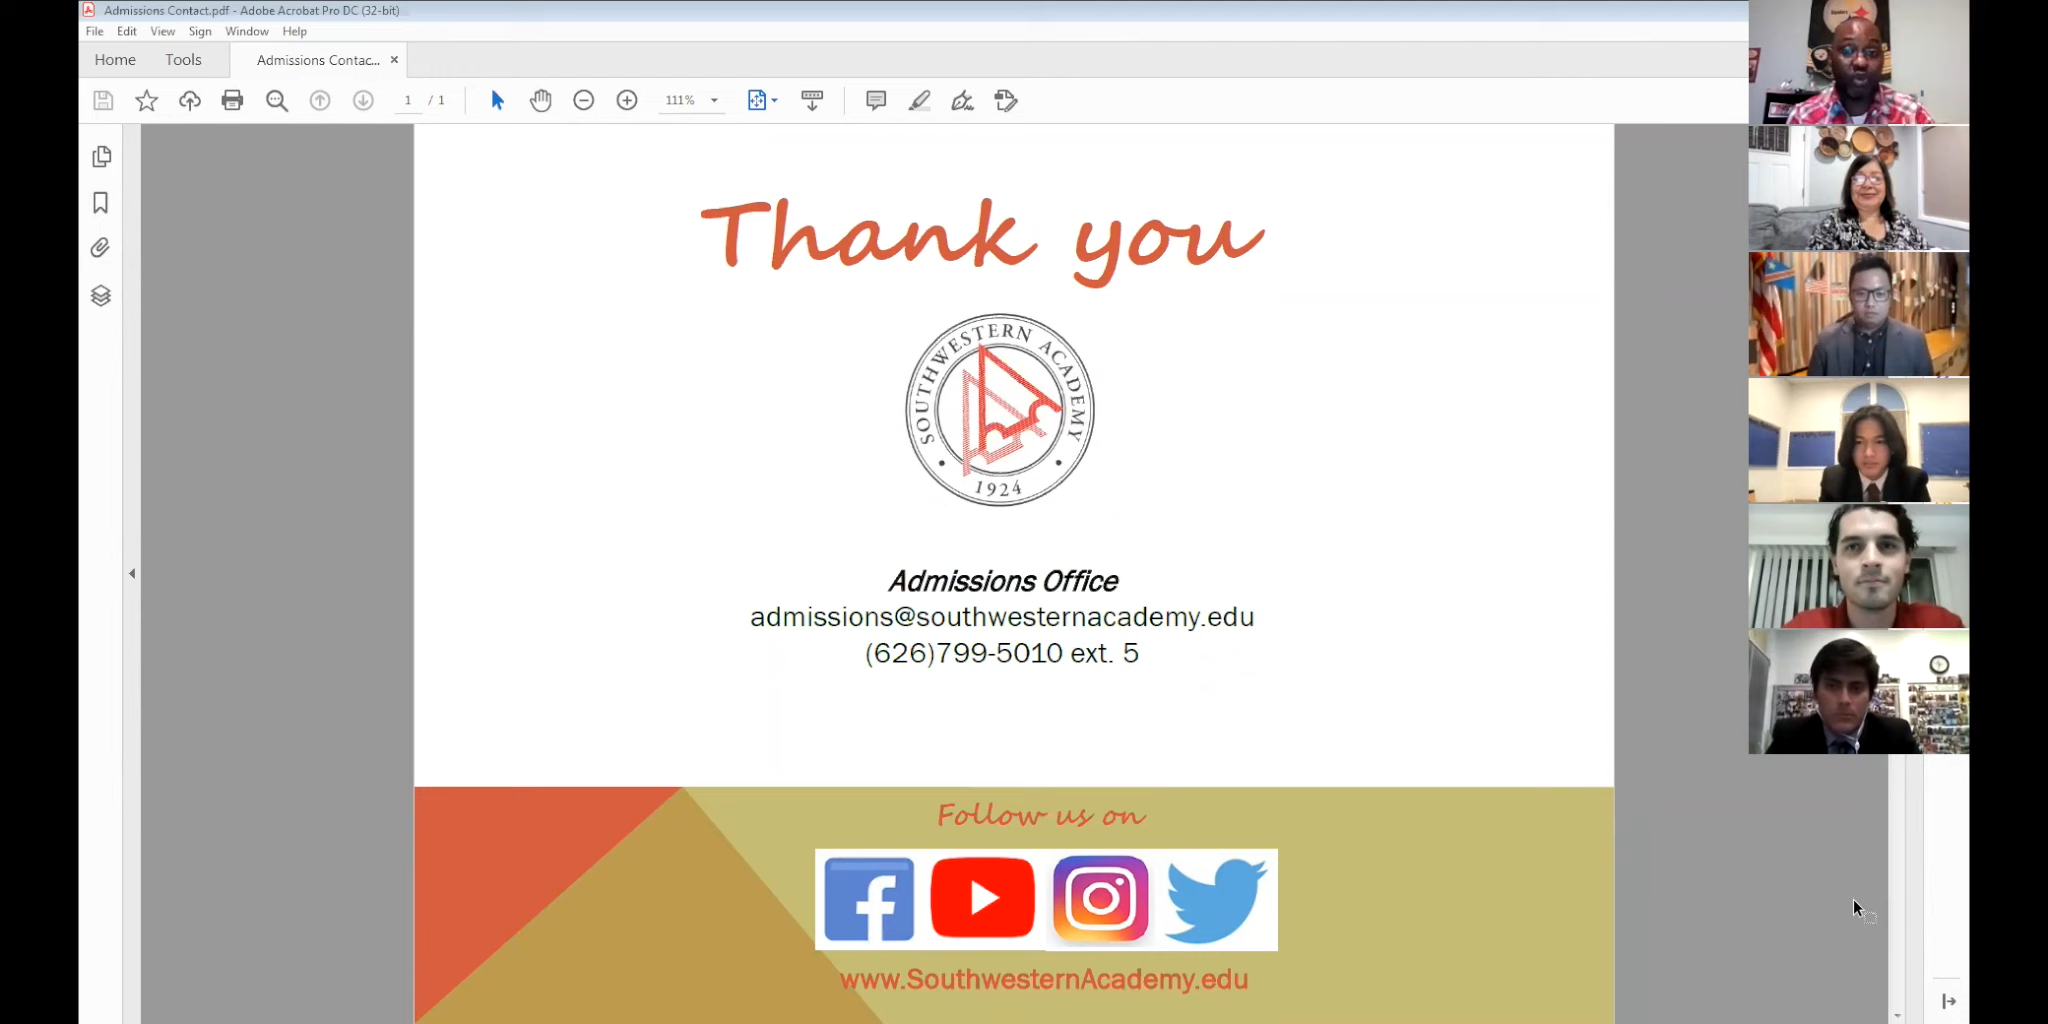 Admissions Contact.pdf - Adobe Acrobat Pro DC (32-bit)
File Edit View Sign Window Help
Home Tools Admissions Contac... ×
1 / 1 111%
Thank you
SOUTHWESTERN ACADEMY
1924
Admissions Office
admissions@southwesternacademy.edu
(626)799-5010 ext. 5
Follow us on
www.SouthwesternAcademy.edu